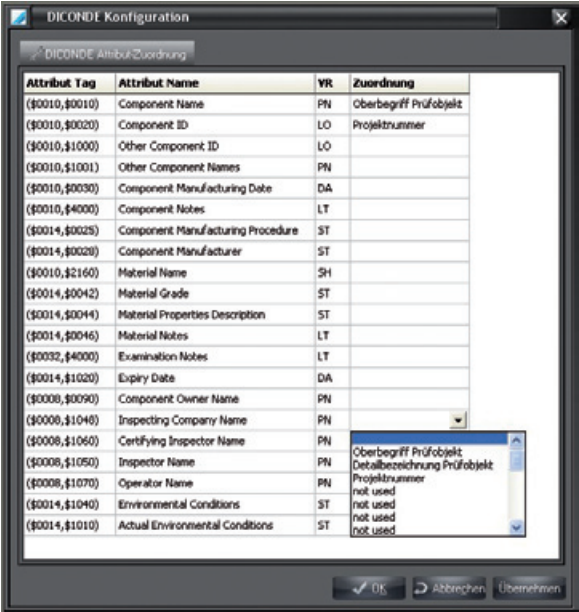 DICONDE Konfiguration
DICONDE Attribut-Zuordnung
Attribut Tag Attribut Name VR Zuordnung
($0010,$0010) Component Name PN Oberbegriff Prüfobjekt
($0010,$0020) Component ID LO Projektnummer
($0010,$1000) Other Component ID LO
($0010,$1001) Other Component Names PN
($0010,$0030) Component Manufacturing Date DA
($0010,$4000) Component Notes LT
($0014,$0025) Component Manufacturing Procedure ST
($0014,$0028) Component Manufacturer ST
($0010,$2160) Material Name SH
($0014,$0042) Material Grade ST
($0014,$0044) Material Properties Description ST
($0014,$0046) Material Notes LT
($0032,$4000) Examination Notes LT
($0014,$1020) Expiry Date DA
($0008,$0090) Component Owner Name PN
($0008,$1048) Inspecting Company Name PN
($0008,$1060) Certifying Inspector Name PN
($0008,$1050) Inspector Name PN
($0008,$1070) Operator Name PN
($0014,$1040) Environmental Conditions ST
($0014,$1010) Actual Environmental Conditions ST
Oberbegriff Prüfobjekt
Detailbezeichnung Prüfobjekt
Projektnummer
not used
not used
not used
not used
OK Abbrechen Übernehmen